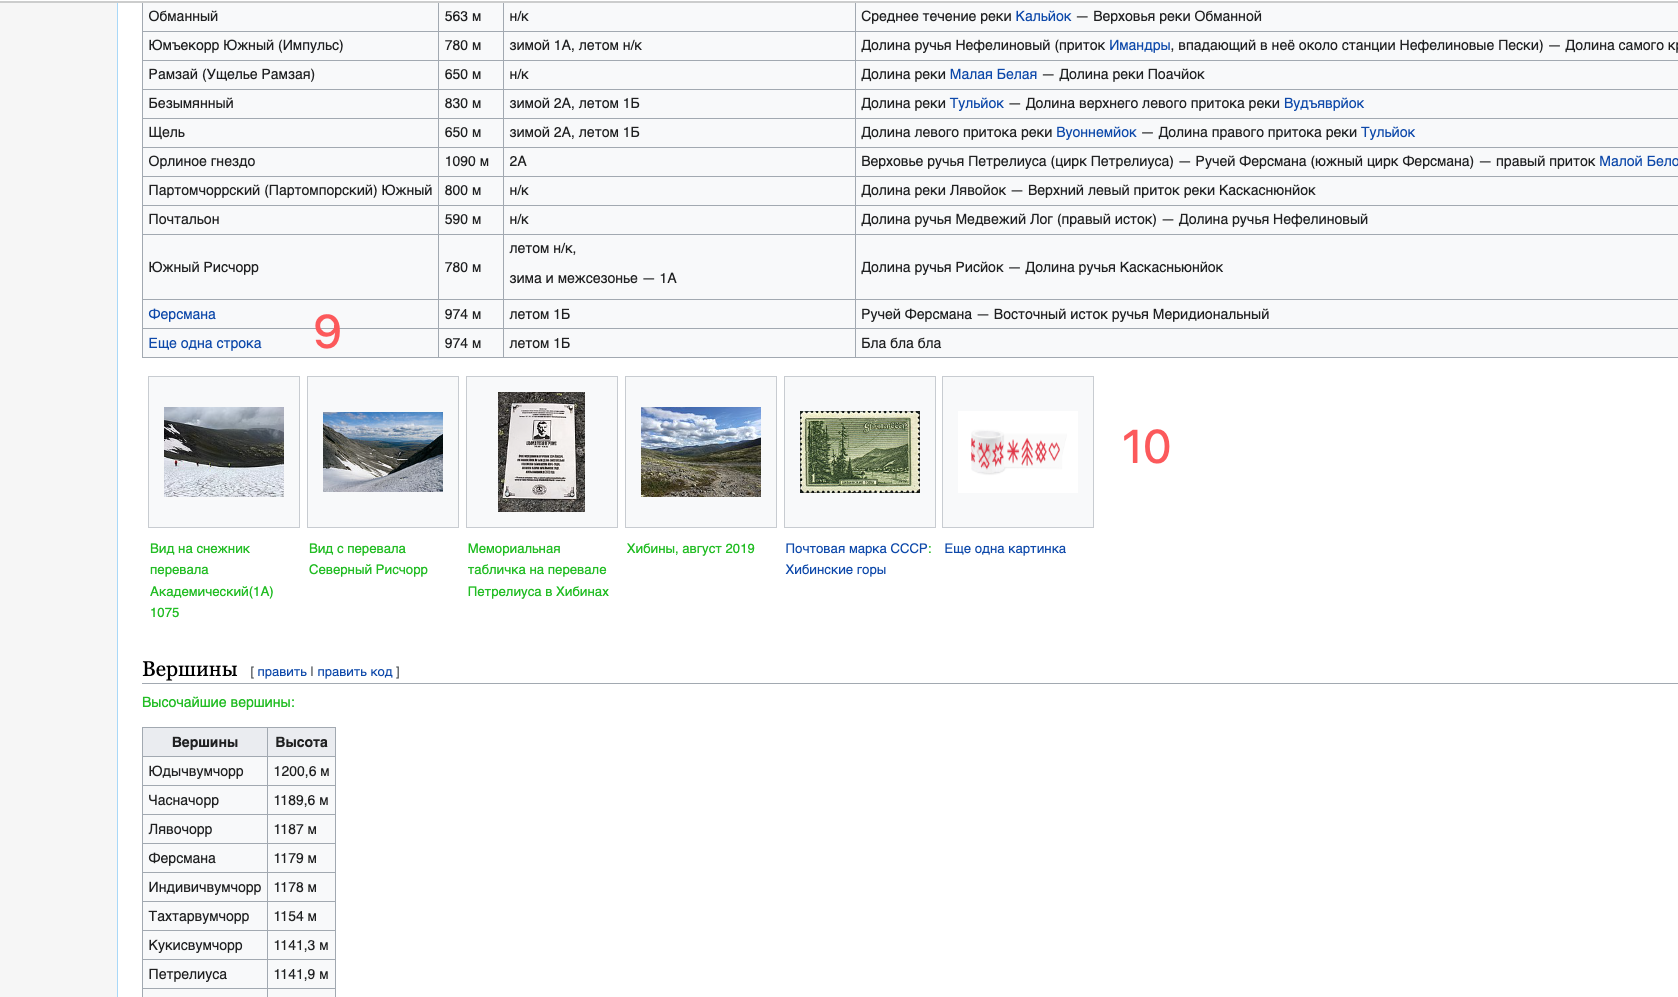 Обманный 563 м н/к Среднее течение реки Кальйок — Верховья реки Обманной
Юмъекорр Южный (Импульс) 780 м зимой 1А, летом н/к Долина ручья Нефелиновый (приток Имандры, впадающий в неё около станции Нефелиновые Пески) — Долина самого
Рамзай (Ущелье Рамзая) 650 м н/к Долина реки Малая Белая — Долина реки Поачйок
Безымянный 830 м зимой 2А, летом 1Б Долина реки Тульйок — Долина верхнего левого притока реки Вудъяврйок
Щель 650 м зимой 2А, летом 1Б Долина левого притока реки Вуоннемйок — Долина правого притока реки Тульйок
Орлиное гнездо 1090 м 2А Верховье ручья Петрелиуса (цирк Петрелиуса) — Ручей Ферсмана (южный цирк Ферсмана) — правый приток Малой
Партомчоррский (Партомпорский) Южный 800 м н/к Долина реки Лявойок — Верхний левый приток реки Каскаснюнйок
Почтальон 590 м н/к Долина ручья Медвежий Лог (правый исток) — Долина ручья Нефелиновый
летом н/к,
Южный Рисчорр 780 м Долина ручья Рисйок — Долина ручья Каскасньюнйок
зима и межсезонье — 1А
Ферсмана 974 м летом 1Б Ручей Ферсмана — Восточный исток ручья Меридиональный
9
Еще одна строка 974 м летом 1Б Бла бла бла
10
Вид на снежник
перевала
Академический(1А)
1075
Вид с перевала
Северный Рисчорр
Мемориальная
табличка на перевале
Петрелиуса в Хибинах
Хибины, август 2019
Почтовая марка СССР:
Хибинские горы
Еще одна картинка
Вершины [ править | править код ]
Высочайшие вершины:
Вершины Высота
Юдычвумчорр 1200,6 м
Часначорр 1189,6 м
Лявочорр 1187 м
Ферсмана 1179 м
Индивичвумчорр 1178 м
Тахтарвумчорр 1154 м
Кукисвумчорр 1141,3 м
Петрелиуса 1141,9 м